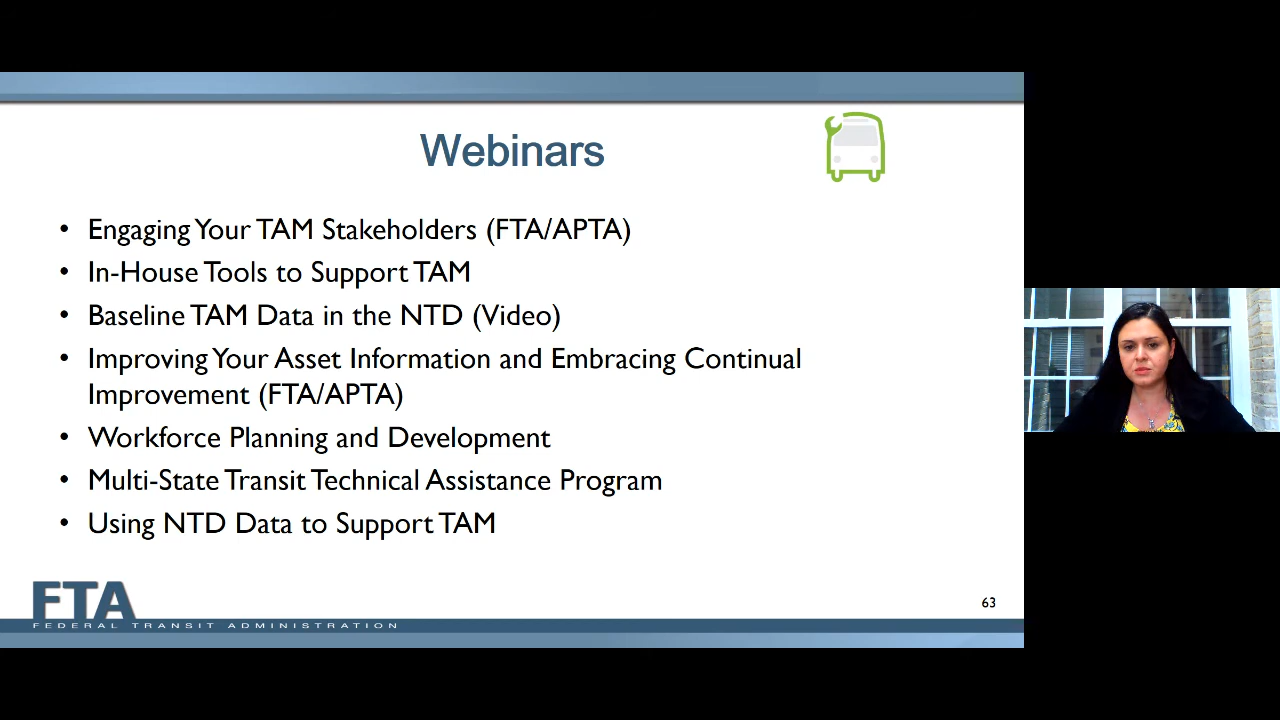 Webinars
• Engaging Your TAM Stakeholders (FTA/APTA)
• In-House Tools to Support TAM
• Baseline TAM Data in the NTD (Video)
• Improving Your Asset Information and Embracing Continual
Improvement (FTA/APTA)
• Workforce Planning and Development
• Multi-State Transit Technical Assistance Program
• Using NTD Data to Support TAM
FTA
FEDERAL TRANSIT ADMINISTRATION
63